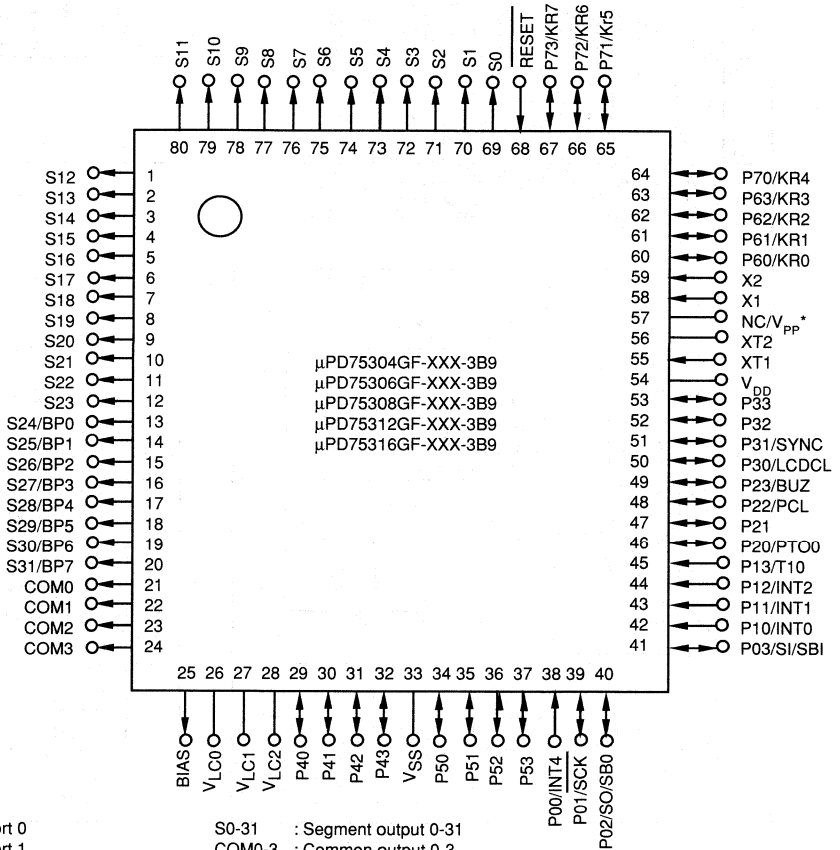 S11 S10 S9 S8 S7 S6 S5 S4 S3 S2 S1 S0 RESET P73/KR7 P72/KR6 P71/Kr5
80 79 78 77 76 75 74 73 72 71 70 69 68 67 66 65
S12 1 64 P70/KR4
S13 2 63 P63/KR3
S14 3 62 P62/KR2
S15 4 61 P61/KR1
S16 5 60 P60/KR0
S17 6 59 X2
S18 7 58 X1
S19 8 57 NC/VPP*
S20 9 56 XT2
S21 10 55 XT1
S22 11 54 VDD
S23 12 53 P33
S24/BP0 13 52 P32
S25/BP1 14 51 P31/SYNC
S26/BP2 15 50 P30/LCDCL
S27/BP3 16 49 P23/BUZ
S28/BP4 17 48 P22/PCL
S29/BP5 18 47 P21
S30/BP6 19 46 P20/PTO0
S31/BP7 20 45 P13/T10
COM0 21 44 P12/INT2
COM1 22 43 P11/INT1
COM2 23 42 P10/INT0
COM3 24 41 P03/SI/SBI
μPD75304GF-XXX-3B9
μPD75306GF-XXX-3B9
μPD75308GF-XXX-3B9
μPD75312GF-XXX-3B9
μPD75316GF-XXX-3B9
25 26 27 28 29 30 31 32 33 34 35 36 37 38 39 40
BIAS VLC0 VLC1 VLC2 P40 P41 P42 P43 VSS P50 P51 P52 P53 P00/INT4 P01/SCK P02/SO/SB0
rt 0 S0-31 : Segment output 0-31
rt 1 COM0-3 : Common output 0-3